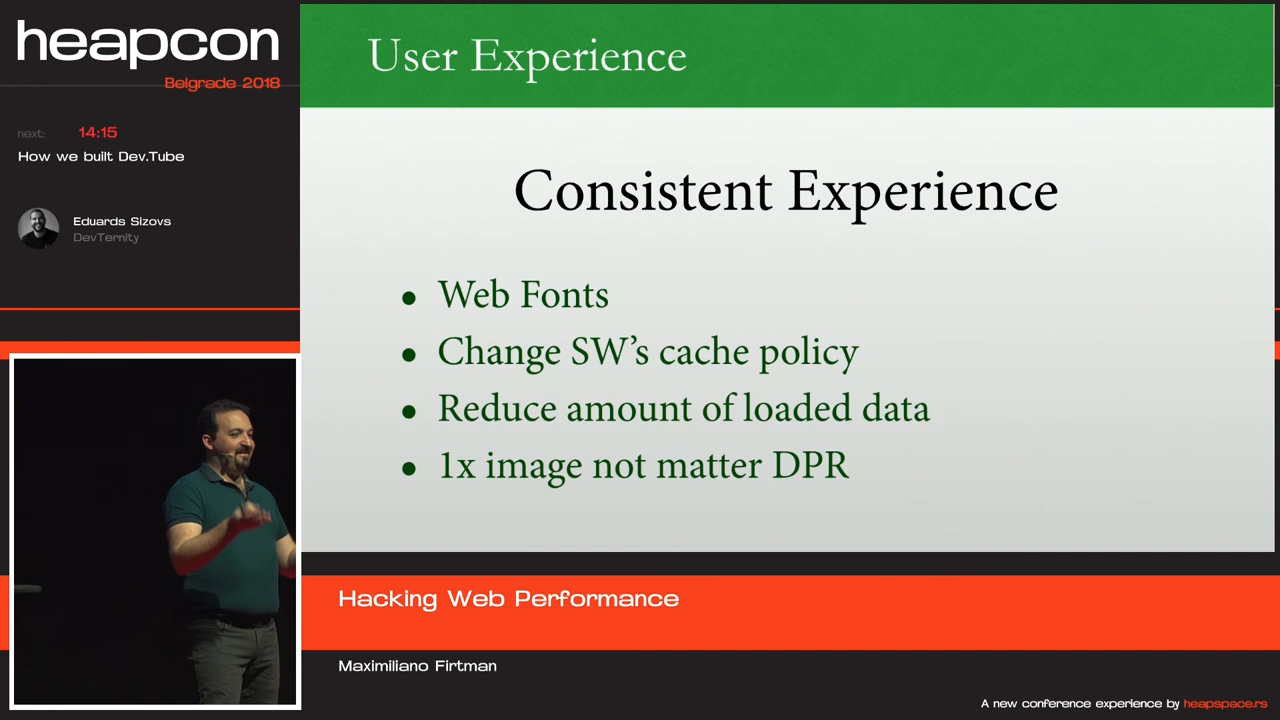 heapcon
Belgrade 2018
next: 14:15
How we built Dev.Tube
Eduards Sizovs
DevTernity
User Experience
Consistent Experience
• Web Fonts
• Change SW’s cache policy
• Reduce amount of loaded data
• 1x image not matter DPR
Hacking Web Performance
Maximiliano Firtman
A new conference experience by heapspace.rs